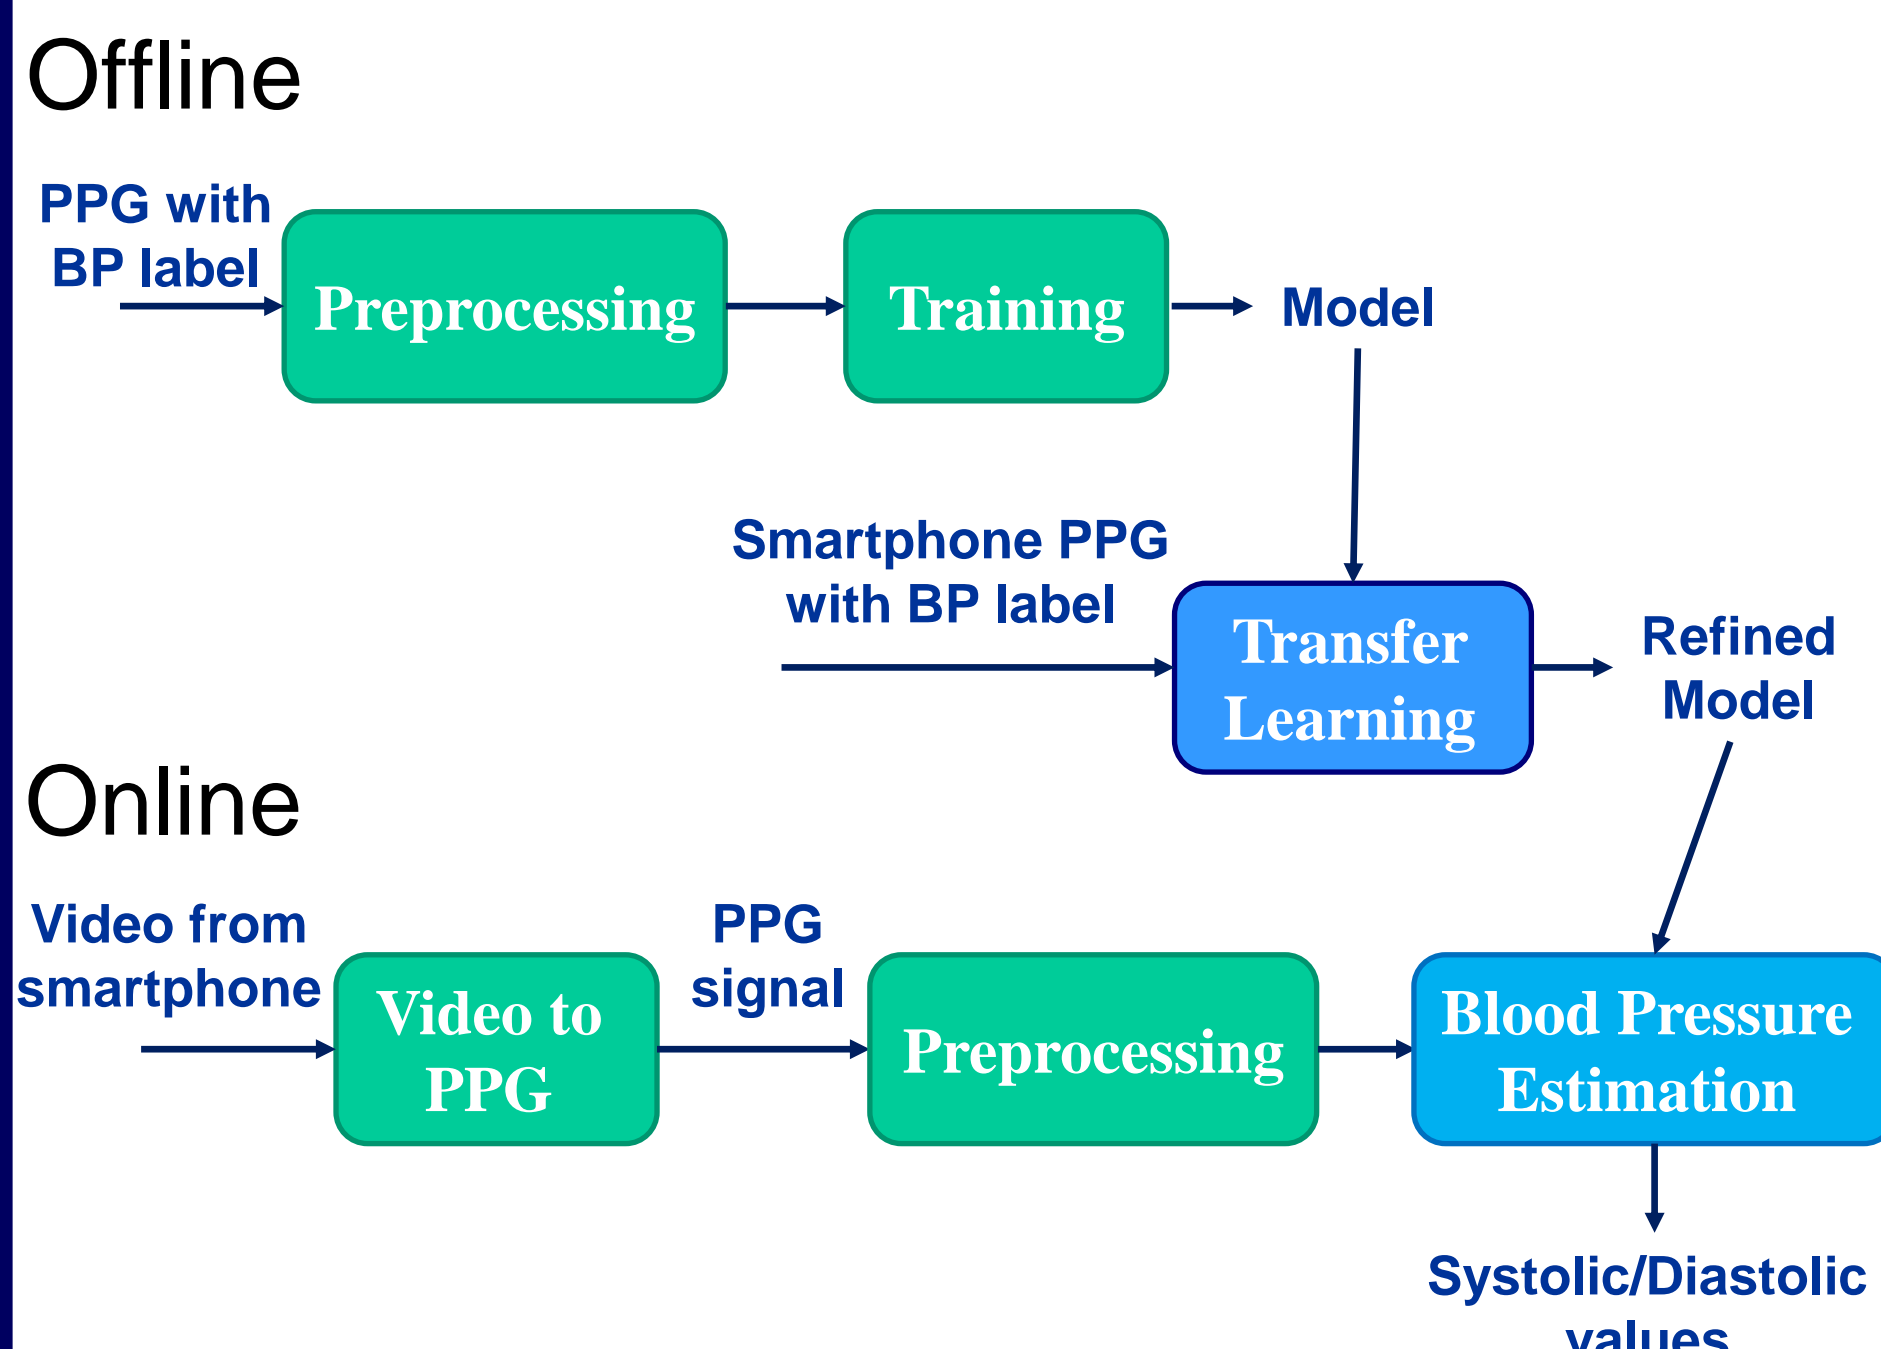 Offline
PPG with
BP label
Preprocessing
Training
Model
Smartphone PPG
with BP label
Transfer
Learning
Refined
Model
Online
Video from
smartphone
Video to
PPG
PPG
signal
Preprocessing
Blood Pressure
Estimation
Systolic/Diastolic
values